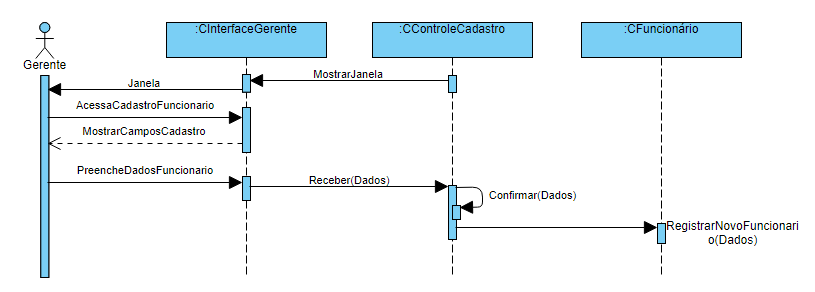 :CInterfaceGerente
:CControleCadastro
:CFuncionário
Gerente
MostrarJanela
Janela
AcessaCadastroFuncionario
MostrarCamposCadastro
PreencheDadosFuncionario
Receber(Dados)
Confirmar(Dados)
RegistrarNovoFuncionari
o(Dados)